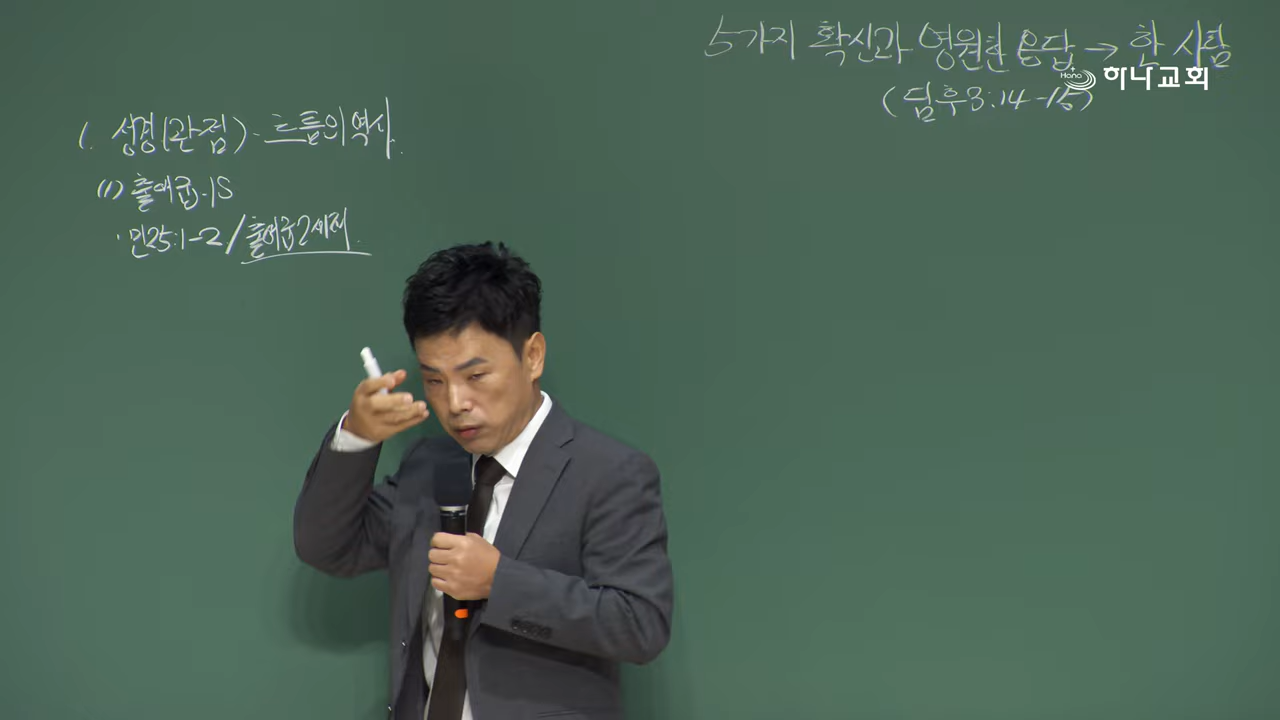 5가지 확신과 영원한 응답 → 한 사람
(딤후3:14-15)
Hana 하나교회
1. 성경(관점) - 흐름의 역사.
(1) 출애굽.IS
· 민25:1-2 / 출애굽2세대.